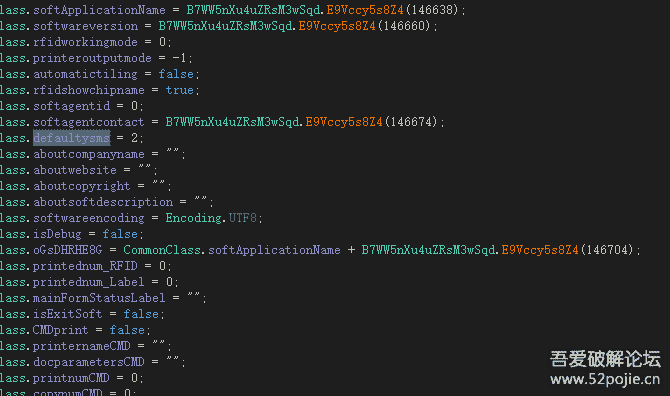 lass.softApplicationName = B7WW5nXu4uZRsM3wSqd.E9Vccy5s8Z4(146638);
lass.softwareversion = B7WW5nXu4uZRsM3wSqd.E9Vccy5s8Z4(146660);
lass.rfidworkingmode = 0;
lass.printeroutputmode = -1;
lass.automatictiling = false;
lass.rfidshowchipname = true;
lass.softagentid = 0;
lass.softagentcontact = B7WW5nXu4uZRsM3wSqd.E9Vccy5s8Z4(146674);
lass.defaultysms = 2;
lass.aboutcompanyname = "";
lass.aboutwebsite = "";
lass.aboutcopyright = "";
lass.aboutsoftdescription = "";
lass.softwareencoding = Encoding.UTF8;
lass.isDebug = false;
lass.oGsDHRHE8G = CommonClass.softApplicationName + B7WW5nXu4uZRsM3wSqd.E9Vccy5s8Z4(146704);
lass.printednum_RFID = 0;
lass.printednum_Label = 0;
lass.mainFormStatusLabel = "";
lass.isExitSoft = false;
lass.CMDprint = false;
lass.printernameCMD = "";
lass.docparametersCMD = "";
lass.printnumCMD = 0;
lass.copynumCMD = 0;
吾爱破解论坛
www.52pojie.cn